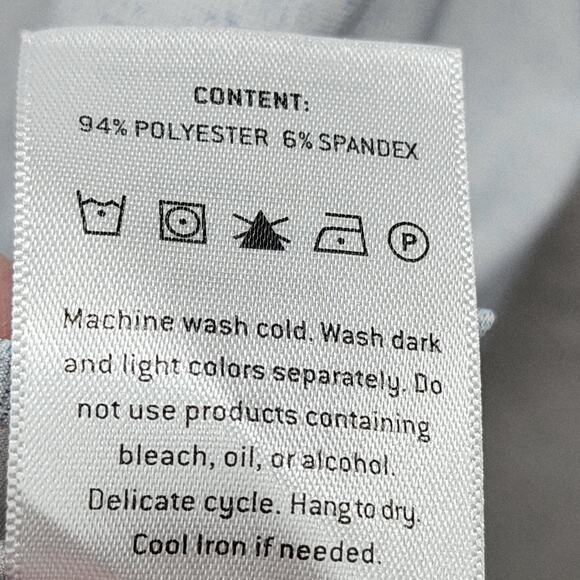 CONTENT:
94% POLYESTER 6% SPANDEX
P
Machine wash cold. Wash dark
and light colors separately. Do
not use products containing
bleach, oil, or alcohol.
Delicate cycle. Hang to dry.
Cool Iron if needed.